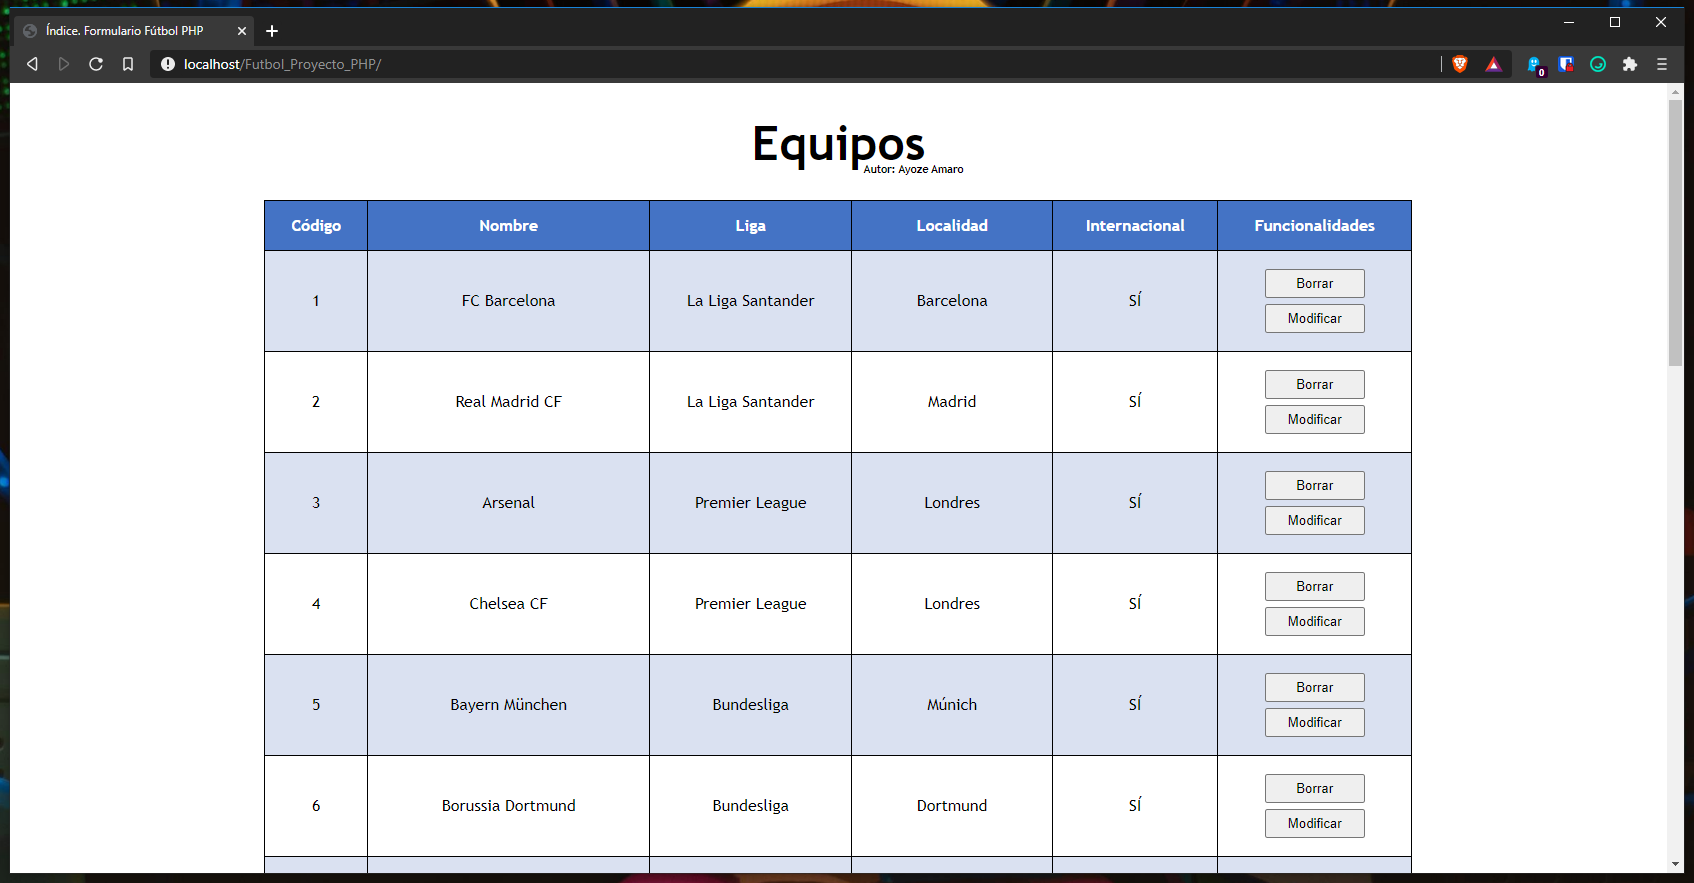 Índice. Formulario Fútbol PHP
localhost/Futbol_Proyecto_PHP/
0
Equipos
Autor: Ayoze Amaro
Código Nombre Liga Localidad Internacional Funcionalidades
1 FC Barcelona La Liga Santander Barcelona SÍ Borrar
Modificar
2 Real Madrid CF La Liga Santander Madrid SÍ Borrar
Modificar
3 Arsenal Premier League Londres SÍ Borrar
Modificar
4 Chelsea CF Premier League Londres SÍ Borrar
Modificar
5 Bayern München Bundesliga Múnich SÍ Borrar
Modificar
6 Borussia Dortmund Bundesliga Dortmund SÍ Borrar
Modificar